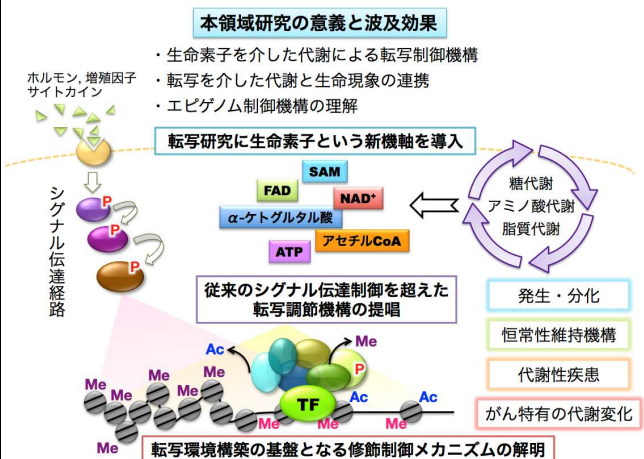 本領域研究の意義と波及効果
・生命素子を介した代謝による転写制御機構
・転写を介した代謝と生命現象の連携
・エピゲノム制御機構の理解
ホルモン, 増殖因子
サイトカイン
転写研究に生命素子という新機軸を導入
シグナル伝達経路
P
P
P
SAM
FAD
NAD+
α-ケトグルタル酸
アセチルCoA
ATP
糖代謝
アミノ酸代謝
脂質代謝
従来のシグナル伝達制御を超えた
転写調節機構の提唱
発生・分化
恒常性維持機構
代謝性疾患
がん特有の代謝変化
Ac
Me
P
TF
Me
Me
Me
Me
Me
Me
Me
Ac
Me
Ac
Me
転写環境構築の基盤となる修飾制御メカニズムの解明